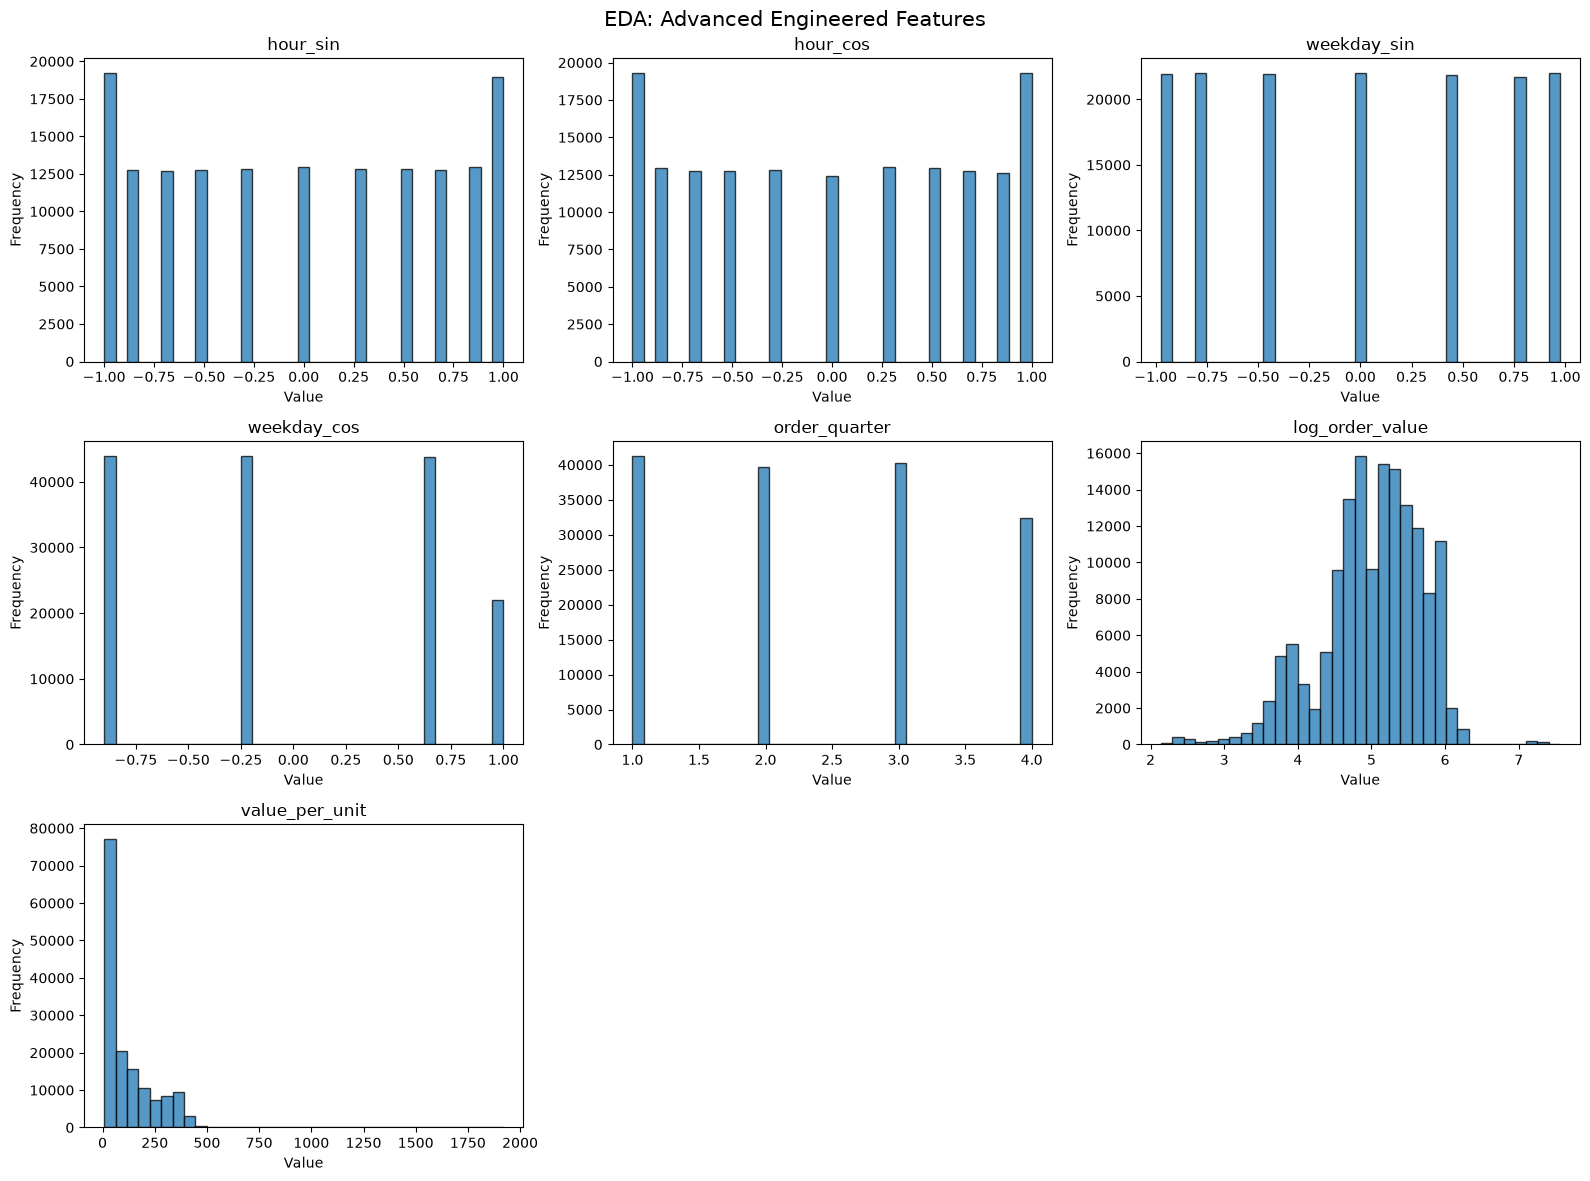 EDA: Advanced Engineered Features
hour_sin
20000
17500
15000
12500
10000
7500
5000
2500
0
Frequency
−1.00 −0.75 −0.50 −0.25 0.00 0.25 0.50 0.75 1.00
Value
hour_cos
20000
17500
15000
12500
10000
7500
5000
2500
0
Frequency
−1.00 −0.75 −0.50 −0.25 0.00 0.25 0.50 0.75 1.00
Value
weekday_sin
20000
15000
10000
5000
0
Frequency
−1.00 −0.75 −0.50 −0.25 0.00 0.25 0.50 0.75 1.00
Value
weekday_cos
40000
30000
20000
10000
0
Frequency
−0.75 −0.50 −0.25 0.00 0.25 0.50 0.75 1.00
Value
order_quarter
40000
35000
30000
25000
20000
15000
10000
5000
0
Frequency
1.0 1.5 2.0 2.5 3.0 3.5 4.0
Value
log_order_value
16000
14000
12000
10000
8000
6000
4000
2000
0
Frequency
2 3 4 5 6 7
Value
value_per_unit
80000
70000
60000
50000
40000
30000
20000
10000
0
Frequency
0 250 500 750 1000 1250 1500 1750 2000
Value